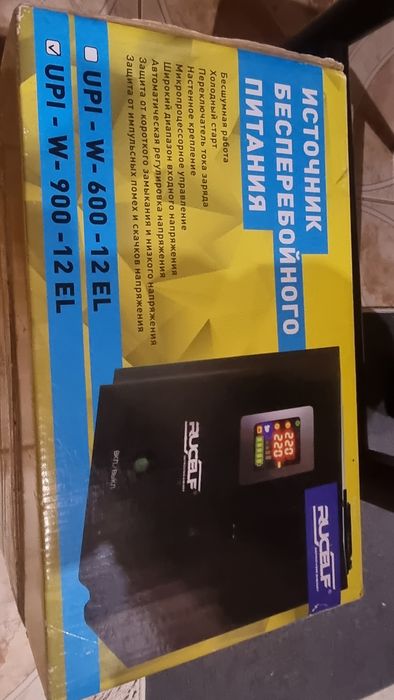 ИСТОЧНИК
БЕСПЕРЕБОЙНОГО
ПИТАНИЯ
Бесшумная работа
Холодный старт
Переключатель тока заряда
Настенное крепление
Микропроцессорное управление
Широкий диапазон входного напряжения
Автоматическая регулировка напряжения
Защита от короткого замыкания и низкого напряжения
Защита от импульсных помех и скачков напряжения
UPI - W- 600 -12 EL
UPI - W- 900 -12 EL
220
220
RUCELF
Вкл/Выкл
RUCELF